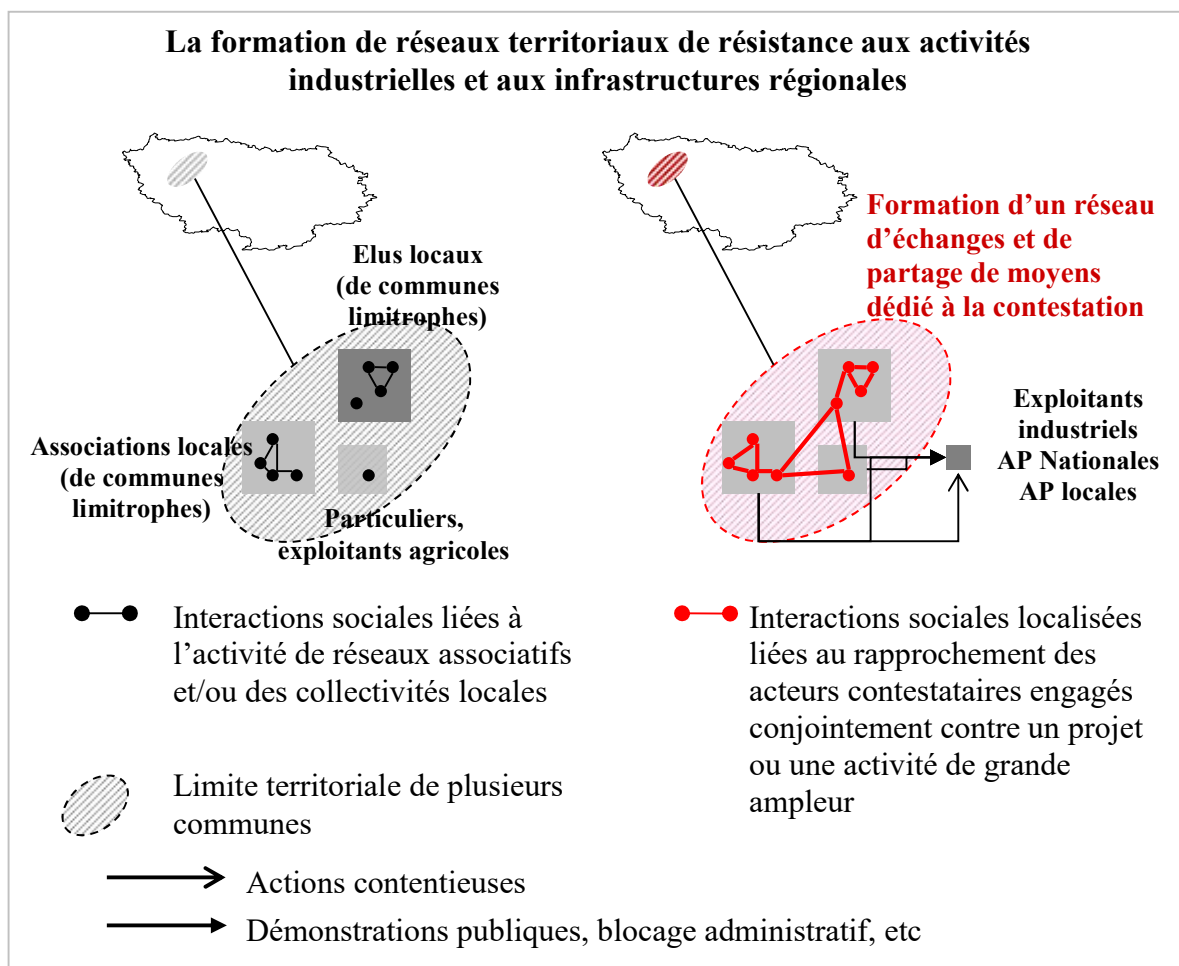 La formation de réseaux territoriaux de résistance aux activités
industrielles et aux infrastructures régionales
Elus locaux
(de communes
limitrophes)
Associations locales
(de communes
limitrophes)
Particuliers,
exploitants agricoles
Formation d’un réseau
d’échanges et de
partage de moyens
dédié à la contestation
Exploitants
industriels
AP Nationales
AP locales
Interactions sociales liées à
l’activité de réseaux associatifs
et/ou des collectivités locales
Interactions sociales localisées
liées au rapprochement des
acteurs contestataires engagés
conjointement contre un projet
ou une activité de grande
ampleur
Limite territoriale de plusieurs
communes
Actions contentieuses
Démonstrations publiques, blocage administratif, etc